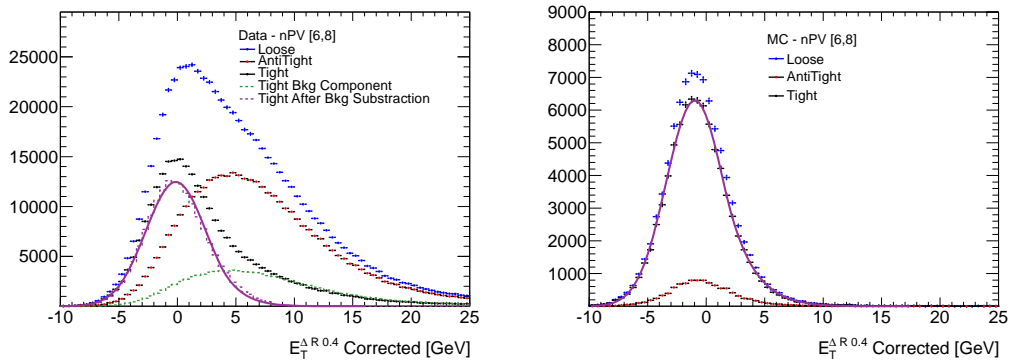 Data - nPV [6,8]
Loose
AntiTight
Tight
Tight Bkg Component
Tight After Bkg Substraction
24000
20000
15000
10000
5000
-10 -5 0 5 10 15 20 25
E_T^{Δ R 0.4} Corrected [GeV]
MC - nPV [6,8]
Loose
AntiTight
Tight
9000
8000
7000
6000
5000
4000
3000
2000
1000
0
-10 -5 0 5 10 15 20 25
E_T^{Δ R 0.4} Corrected [GeV]